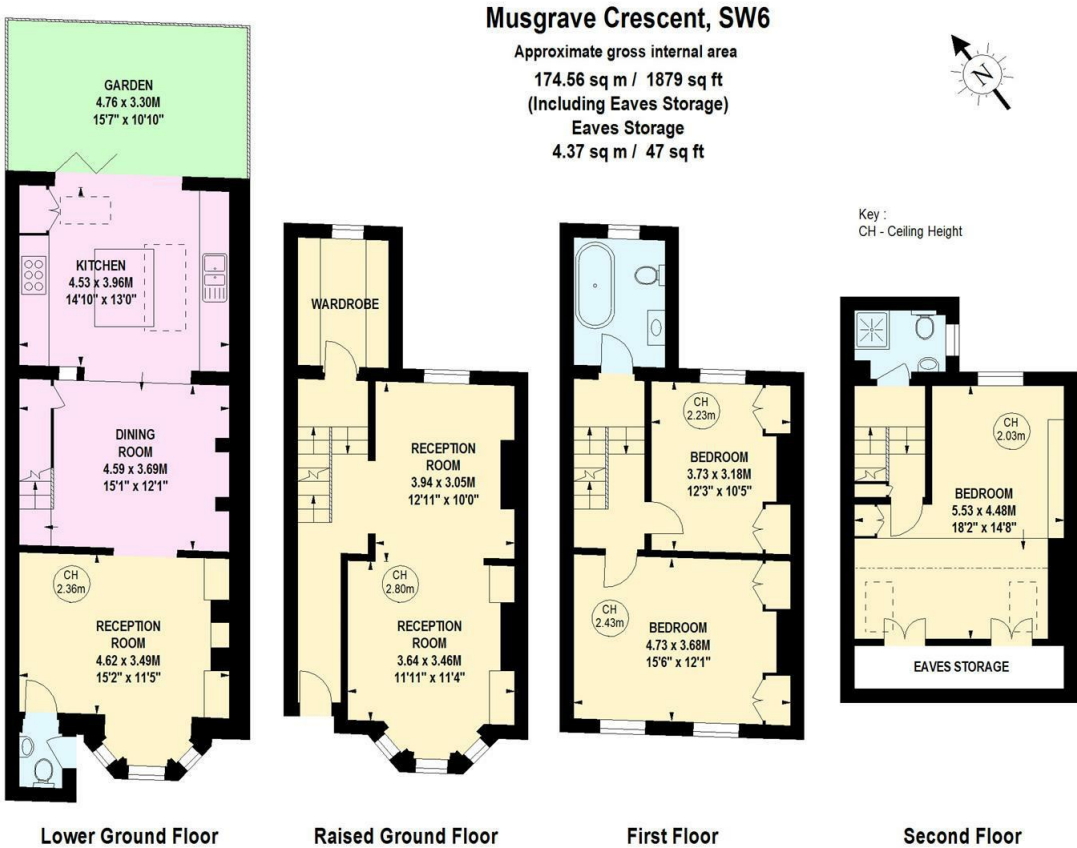 Musgrave Crescent, SW6
Approximate gross internal area
174.56 sq m / 1879 sq ft
(Including Eaves Storage)
Eaves Storage
4.37 sq m / 47 sq ft
N
Key :
CH - Ceiling Height
GARDEN
4.76 x 3.30M
15'7" x 10'10"
KITCHEN
4.53 x 3.96M
14'10" x 13'0"
DINING
ROOM
4.59 x 3.69M
15'1" x 12'1"
CH
2.36m
RECEPTION
ROOM
4.62 x 3.49M
15'2" x 11'5"
Lower Ground Floor
WARDROBE
RECEPTION
ROOM
3.94 x 3.05M
12'11" x 10'0"
CH
2.80m
RECEPTION
ROOM
3.64 x 3.46M
11'11" x 11'4"
Raised Ground Floor
CH
2.23m
BEDROOM
3.73 x 3.18M
12'3" x 10'5"
CH
2.43m
BEDROOM
4.73 x 3.68M
15'6" x 12'1"
First Floor
CH
2.03m
BEDROOM
5.53 x 4.48M
18'2" x 14'8"
EAVES STORAGE
Second Floor